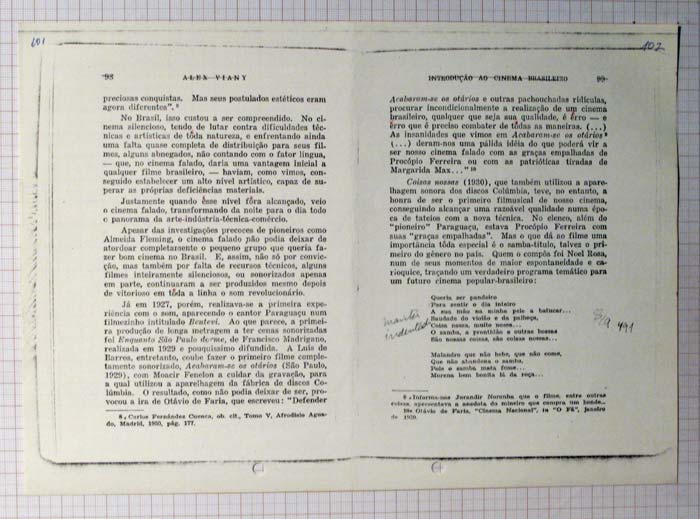 101
98 ALEX VIANY
preciosas conquistas. Mas seus postulados estéticos eram
agora diferentes". 8
No Brasil, isso custou a ser compreendido. No ci-
nema silencioso, tendo de lutar contra dificuldades téc-
nicas e artísticas de tôda natureza, e enfrentando ainda
uma falta quase completa de distribuição para seus fil-
mes, alguns abnegados, não contando com o fator língua,
— que, no cinema falado, daria uma vantagem inicial a
qualquer filme brasileiro, — haviam, como vimos, con-
seguido estabelecer um alto nível artístico, capaz de su-
perar as próprias deficiências materiais.
Justamente quando êsse nível fôra alcançado, veio
o cinema falado, transformando da noite para o dia todo
o panorama da arte-indústria-técnica-comércio.
Apesar das investigações precoces de pioneiros como
Almeida Fleming, o cinema falado não podia deixar de
atordoar completamente o pequeno grupo que queria fa-
zer bom cinema no Brasil. E, assim, não só por convic-
ção, mas também por falta de recursos técnicos, alguns
filmes inteiramente silenciosos, ou sonorizados apenas
em parte, continuaram a ser produzidos mesmo depois
de vitorioso em tôda a linha o som revolucionário.
Já em 1927, porém, realizava-se a primeira expe-
riência com o som, aparecendo o cantor Paraguaçu num
filmezinho intitulado Bentevi. Ao que parece, a primei-
ra produção de longa metragem a ter cenas sonorizadas
foi Enquanto São Paulo dorme, de Francisco Madrigano,
realizada em 1929 e pouquíssimo difundida. A Luís de
Barros, entretanto, coube fazer o primeiro filme comple-
tamente sonorizado, Acabaram-se os otários (São Paulo,
1929), com Moacir Fenelon a cuidar da gravação, para
a qual utilizou a aparelhagem da fábrica de discos Co-
lúmbia. O resultado, como não podia deixar de ser, pro-
vocou a ira de Otávio de Faria, que escreveu: "Defender
8. Carlos Fernández Cuenca, ob. cit., Tomo V, Afrodisio Agua-
do, Madrid, 1950, pág. 177.
102
INTRODUÇÃO AO CINEMA BRASILEIRO 99
Acabaram-se os otários e outras pachouchadas ridículas,
procurar incondicionalmente a realização de um cinema
brasileiro, qualquer que seja sua qualidade, é êrro — e
êrro que é preciso combater de tôdas as maneiras. (...)
As insanidades que vimos em Acabaram-se os otários 9
(...) deram-nos uma pálida idéia do que poderá vir a
ser nosso cinema falado com as graças empalhadas de
Procópio Ferreira ou com as patrióticas tiradas de
Margarida Max..." 10
Coisas nossas (1930), que também utilizou a apare-
lhagem sonora dos discos Colúmbia, teve, no entanto, a
honra de ser o primeiro filmusical de nosso cinema,
conseguindo alcançar uma razoável qualidade numa épo-
ca de tateios com a nova técnica. No elenco, além do
"pioneiro" Paraguaçu, estava Procópio Ferreira com
suas "graças empalhadas". Mas o que dá ao filme uma
importância tôda especial é o samba-título, talvez o pri-
meiro do gênero no país. Quem o compôs foi Noel Rosa,
num de seus momentos de maior espontaneidade e ca-
rioquice, traçando um verdadeiro programa temático para
um futuro cinema popular-brasileiro:
Queria ser pandeiro
Para sentir o dia inteiro
A sua mão na minha pele a batucar...
Saudade do violão e da palhoça,
Coisa nossa, muito nossa...
O samba, a prontidão e outras bossas
São nossas coisas, são coisas nossas...
Malandro que não bebe, que não come,
Que não abandona o samba,
Pois o samba mata fome...
Morena bem bonita lá da roça...
manter
491
9. Informa-nos Jurandir Noronha que o filme, entre outras
coisas, apresentava a anedota do mineiro que compra um bonde..
10. Otávio de Faria, "Cinema Nacional", in "O Fã", janeiro
de 1930.